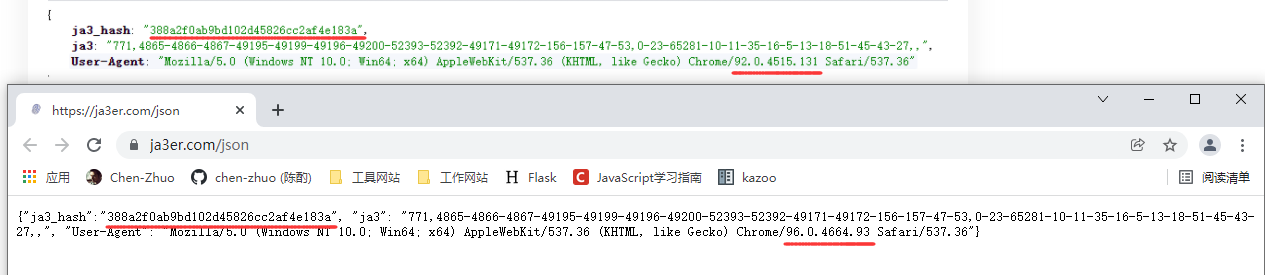 {
ja3_hash: "388a2f0ab9bd102d45826cc2af4e183a",
ja3: "771,4865-4866-4867-49195-49199-49196-49200-52393-52392-49171-49172-156-157-47-53,0-23-65281-10-11-35-16-5-13-18-51-45-43-27,,",
User-Agent: "Mozilla/5.0 (Windows NT 10.0; Win64; x64) AppleWebKit/537.36 (KHTML, like Gecko) Chrome/92.0.4515.131 Safari/537.36"
https://ja3er.com/json
ja3er.com/json
应用 Chen-Zhuo chen-zhuo (陈酌) 工具网站 工作网站 H Flask C JavaScript学习指南 kazoo 阅读清单
{"ja3_hash":"388a2f0ab9bd102d45826cc2af4e183a", "ja3": "771,4865-4866-4867-49195-49199-49196-49200-52393-52392-49171-49172-156-157-47-53,0-23-65281-10-11-35-16-5-13-18-51-45-43-
27,,", "User-Agent": "Mozilla/5.0 (Windows NT 10.0; Win64; x64) AppleWebKit/537.36 (KHTML, like Gecko) Chrome/96.0.4664.93 Safari/537.36"}